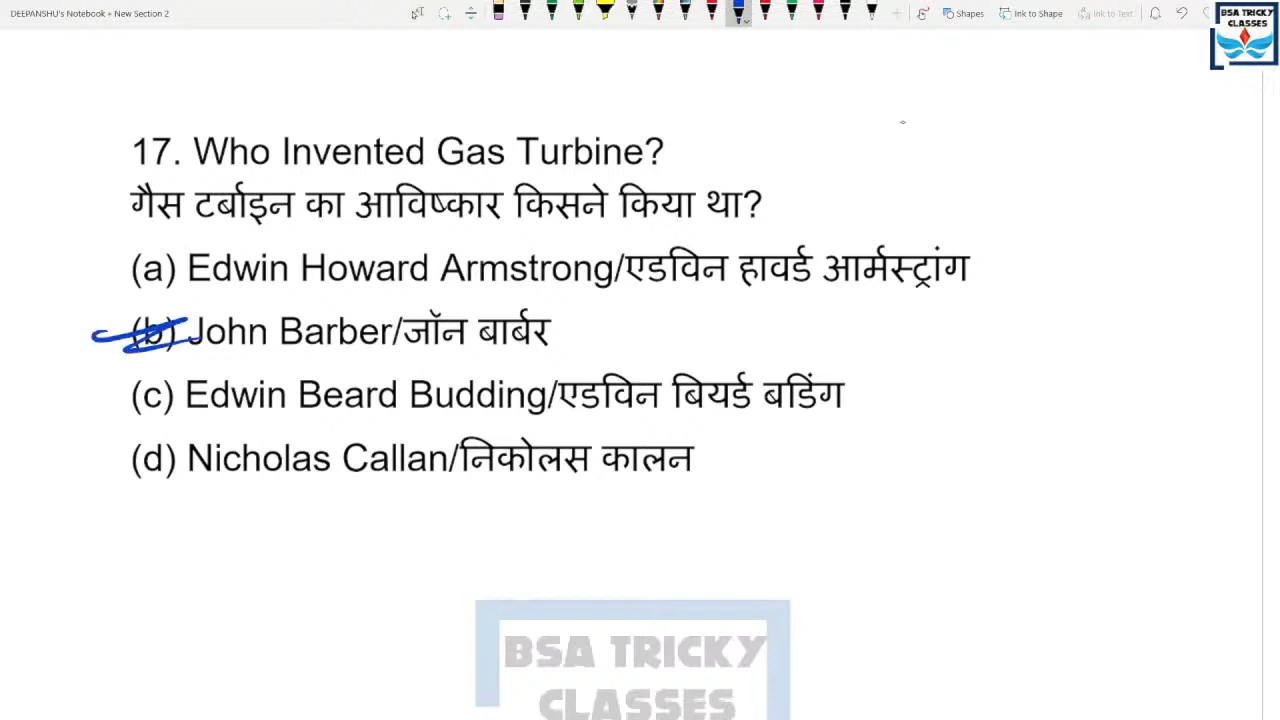 DEEPANSHU's Notebook » New Section 2
Shapes Ink to Shape Ink to Text
BSA TRICKY
CLASSES
17. Who Invented Gas Turbine?
गैस टर्बाइन का आविष्कार किसने किया था?
(a) Edwin Howard Armstrong/एडविन हावर्ड आर्मस्ट्रांग
(b) John Barber/जॉन बार्बर
(c) Edwin Beard Budding/एडविन बियर्ड बडिंग
(d) Nicholas Callan/निकोलस कालन
BSA TRICKY
CLASSES